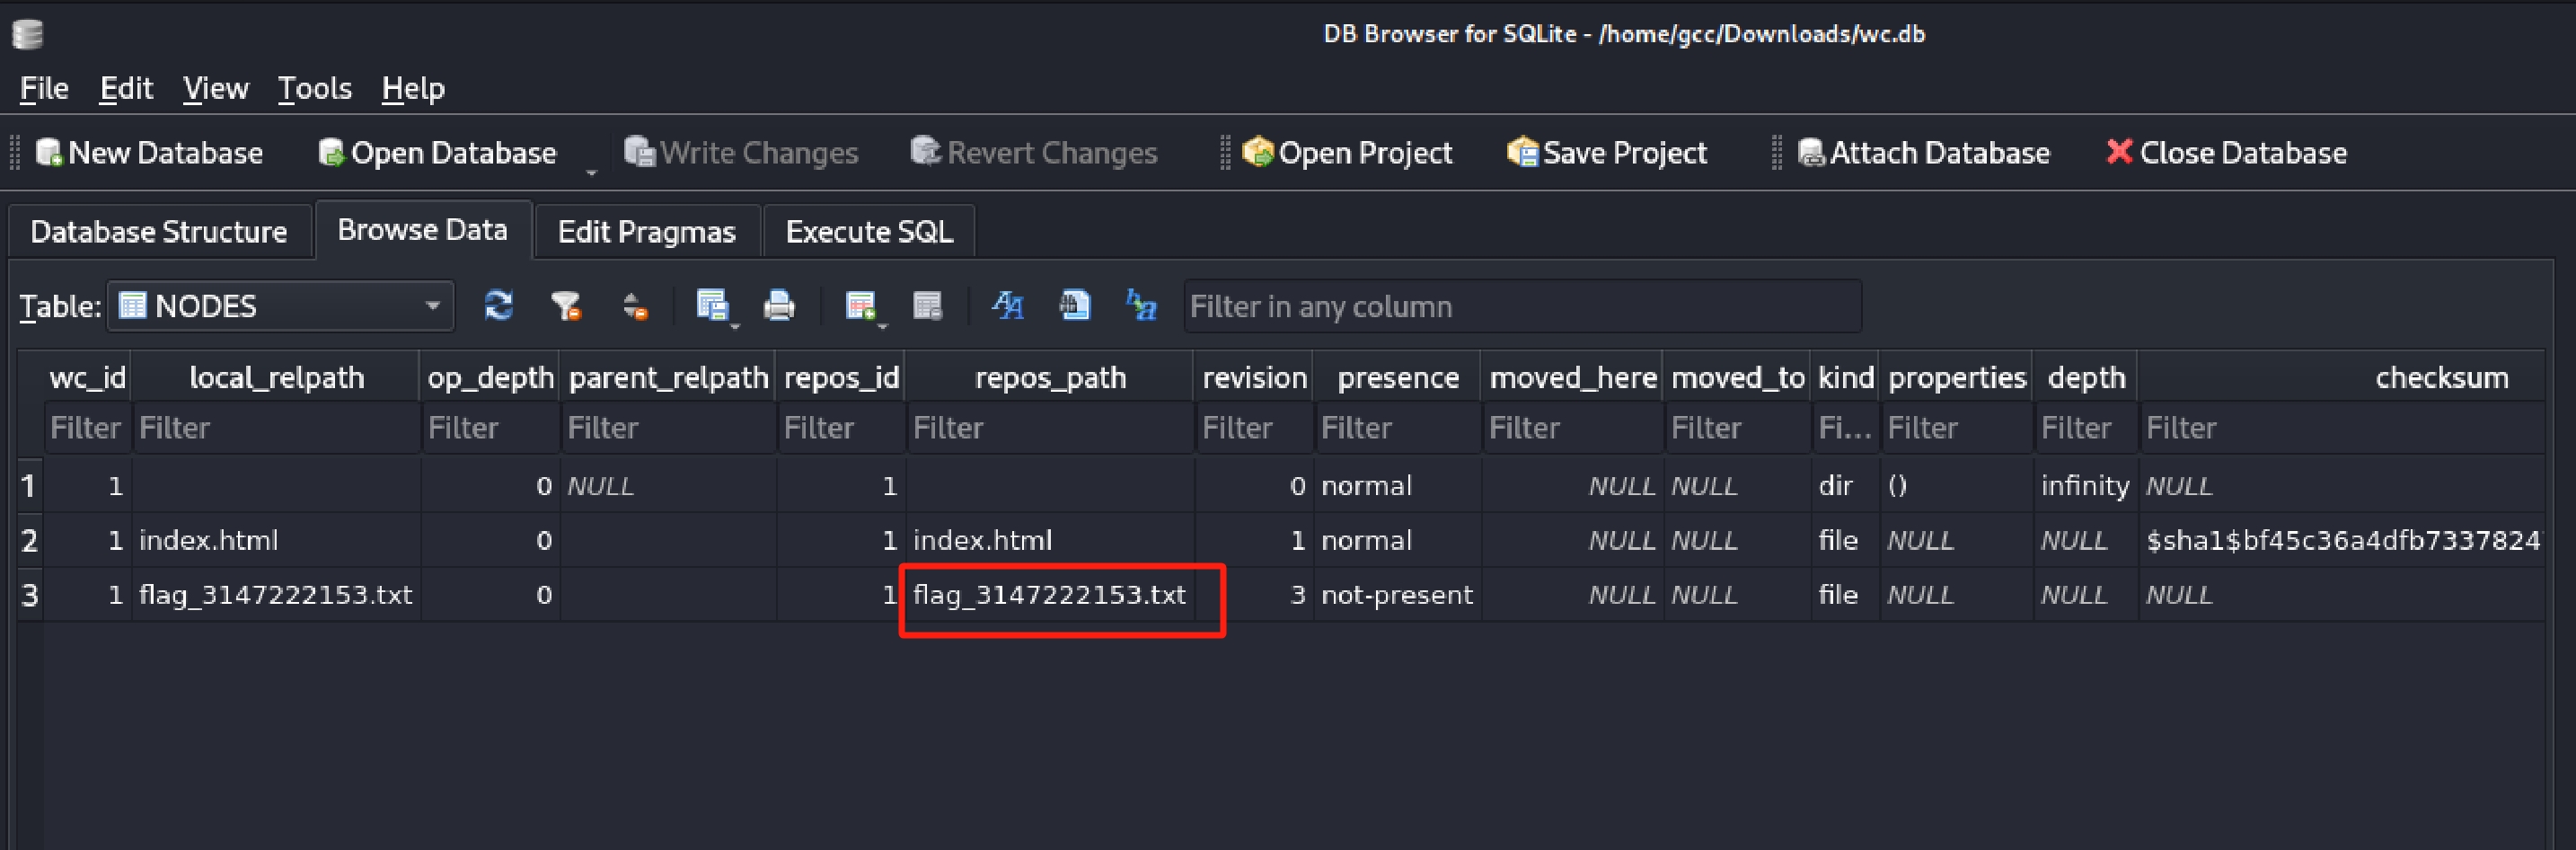 DB Browser for SQLite - /home/gcc/Downloads/wc.db
File Edit View Tools Help
New Database Open Database Write Changes Revert Changes Open Project Save Project Attach Database Close Database
Database Structure Browse Data Edit Pragmas Execute SQL
Table: NODES Filter in any column
wc_id local_relpath op_depth parent_relpath repos_id repos_path revision presence moved_here moved_to kind properties depth checksum
Filter Filter Filter Filter Filter Filter Filter Filter Filter Filter Fi... Filter Filter Filter
1 1 0 NULL 1 0 normal NULL NULL dir () infinity NULL
2 1 index.html 0 1 index.html 1 normal NULL NULL file NULL NULL $sha1$bf45c36a4dfb73378247
3 1 flag_3147222153.txt 0 1 flag_3147222153.txt 3 not-present NULL NULL file NULL NULL NULL